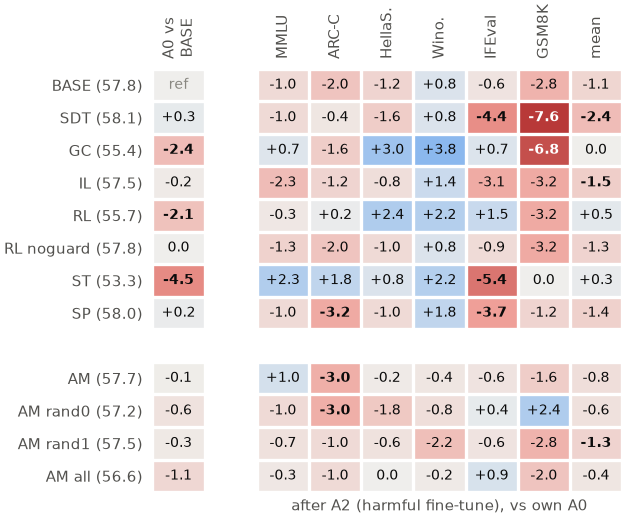 A0 vs BASE MMLU ARC-C HellaS. Wino. IFEval GSM8K mean
BASE (57.8) ref -1.0 -2.0 -1.2 +0.8 -0.6 -2.8 -1.1
SDT (58.1) +0.3 -1.0 -0.4 -1.6 +0.8 -4.4 -7.6 -2.4
GC (55.4) -2.4 +0.7 -1.6 +3.0 +3.8 +0.7 -6.8 0.0
IL (57.5) -0.2 -2.3 -1.2 -0.8 +1.4 -3.1 -3.2 -1.5
RL (55.7) -2.1 -0.3 +0.2 +2.4 +2.2 +1.5 -3.2 +0.5
RL noguard (57.8) 0.0 -1.3 -2.0 -1.0 +0.8 -0.9 -3.2 -1.3
ST (53.3) -4.5 +2.3 +1.8 +0.8 +2.2 -5.4 0.0 +0.3
SP (58.0) +0.2 -1.0 -3.2 -1.0 +1.8 -3.7 -1.2 -1.4
AM (57.7) -0.1 +1.0 -3.0 -0.2 -0.4 -0.6 -1.6 -0.8
AM rand0 (57.2) -0.6 -1.0 -3.0 -1.8 -0.8 +0.4 +2.4 -0.6
AM rand1 (57.5) -0.3 -0.7 -1.0 -0.6 -2.2 -0.6 -2.8 -1.3
AM all (56.6) -1.1 -0.3 -1.0 0.0 -0.2 +0.9 -2.0 -0.4
after A2 (harmful fine-tune), vs own A0